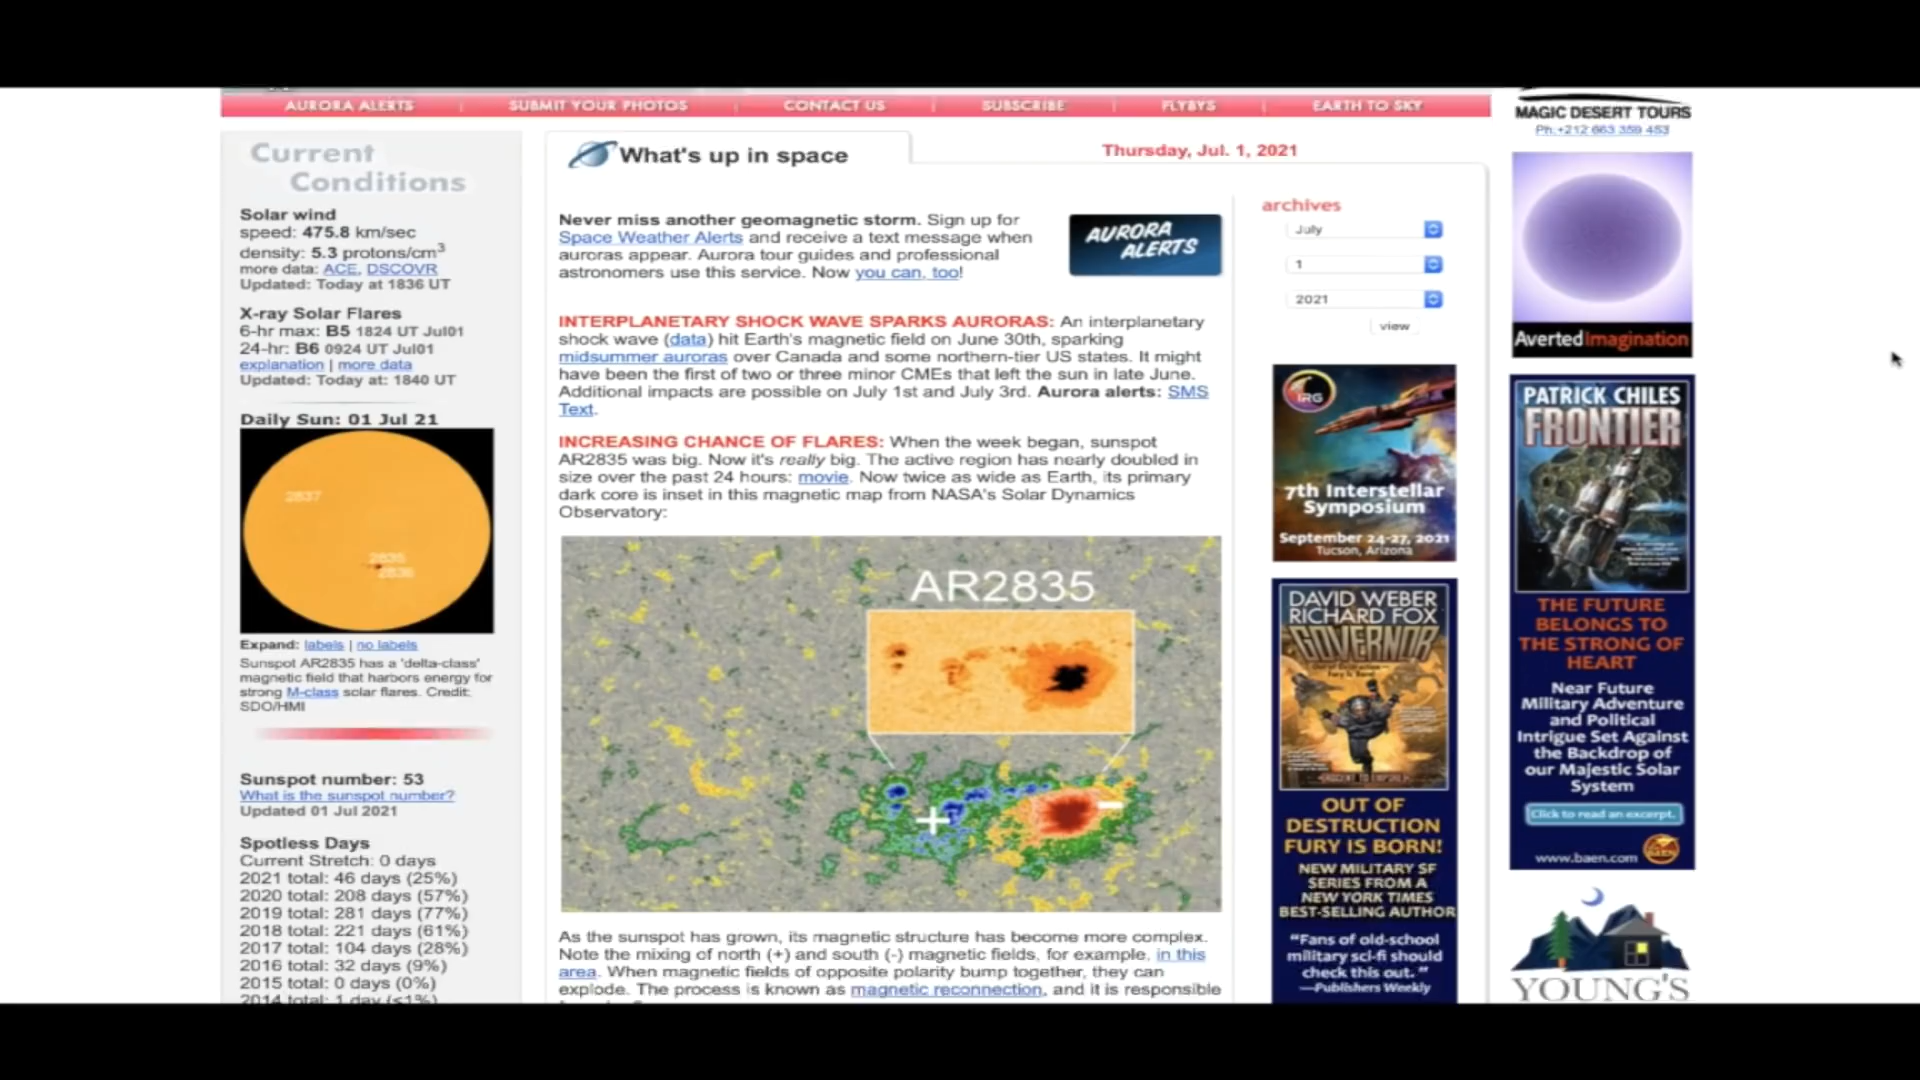 AURORA ALERTS
SUBMIT YOUR PHOTOS
CONTACT US
SUBSCRIBE
FLYBYS
EARTH TO SKY
Current
Conditions
Solar wind
speed: 475.8 km/sec
density: 5.3 protons/cm3
more data: ACE, DSCOVR
Updated: Today at 1836 UT
X-ray Solar Flares
6-hr max: B5 1824 UT Jul01
24-hr: B6 0924 UT Jul01
explanation | more data
Updated: Today at: 1840 UT
Daily Sun: 01 Jul 21
2837
2835
2836
Expand: labels | no labels
Sunspot AR2835 has a 'delta-class'
magnetic field that harbors energy for
strong M-class solar flares. Credit:
SDO/HMI
Sunspot number: 53
What is the sunspot number?
Updated 01 Jul 2021
Spotless Days
Current Stretch: 0 days
2021 total: 46 days (25%)
2020 total: 208 days (57%)
2019 total: 281 days (77%)
2018 total: 221 days (61%)
2017 total: 104 days (28%)
2016 total: 32 days (9%)
2015 total: 0 days (0%)
2014 total: 1 day (<1%)
What's up in space
Thursday, Jul. 1, 2021
Never miss another geomagnetic storm. Sign up for
Space Weather Alerts and receive a text message when
auroras appear. Aurora tour guides and professional
astronomers use this service. Now you can, too!
AURORA
ALERTS
INTERPLANETARY SHOCK WAVE SPARKS AURORAS: An interplanetary
shock wave (data) hit Earth's magnetic field on June 30th, sparking
midsummer auroras over Canada and some northern-tier US states. It might
have been the first of two or three minor CMEs that left the sun in late June.
Additional impacts are possible on July 1st and July 3rd. Aurora alerts: SMS
Text.
INCREASING CHANCE OF FLARES: When the week began, sunspot
AR2835 was big. Now it's really big. The active region has nearly doubled in
size over the past 24 hours: movie. Now twice as wide as Earth, its primary
dark core is inset in this magnetic map from NASA's Solar Dynamics
Observatory:
AR2835
+
-
As the sunspot has grown, its magnetic structure has become more complex.
Note the mixing of north (+) and south (-) magnetic fields, for example, in this
area. When magnetic fields of opposite polarity bump together, they can
explode. The process is known as magnetic reconnection, and it is responsible
archives
July
1
2021
view
IRG
7th Interstellar
Symposium
September 24-27, 2021
Tucson, Arizona
DAVID WEBER
RICHARD FOX
GOVERNOR
OUT OF
DESTRUCTION
FURY IS BORN!
NEW MILITARY SF
SERIES FROM A
NEW YORK TIMES
BEST-SELLING AUTHOR
"Fans of old-school
military sci-fi should
check this out."
—Publishers Weekly
MAGIC DESERT TOURS
Ph.+212 663 359 453
AvertedImagination
PATRICK CHILES
FRONTIER
THE FUTURE
BELONGS TO
THE STRONG OF
HEART
Near Future
Military Adventure
and Political
Intrigue Set Against
the Backdrop of
our Majestic Solar
System
Click to read an excerpt.
www.baen.com
BAEN
YOUNG'S